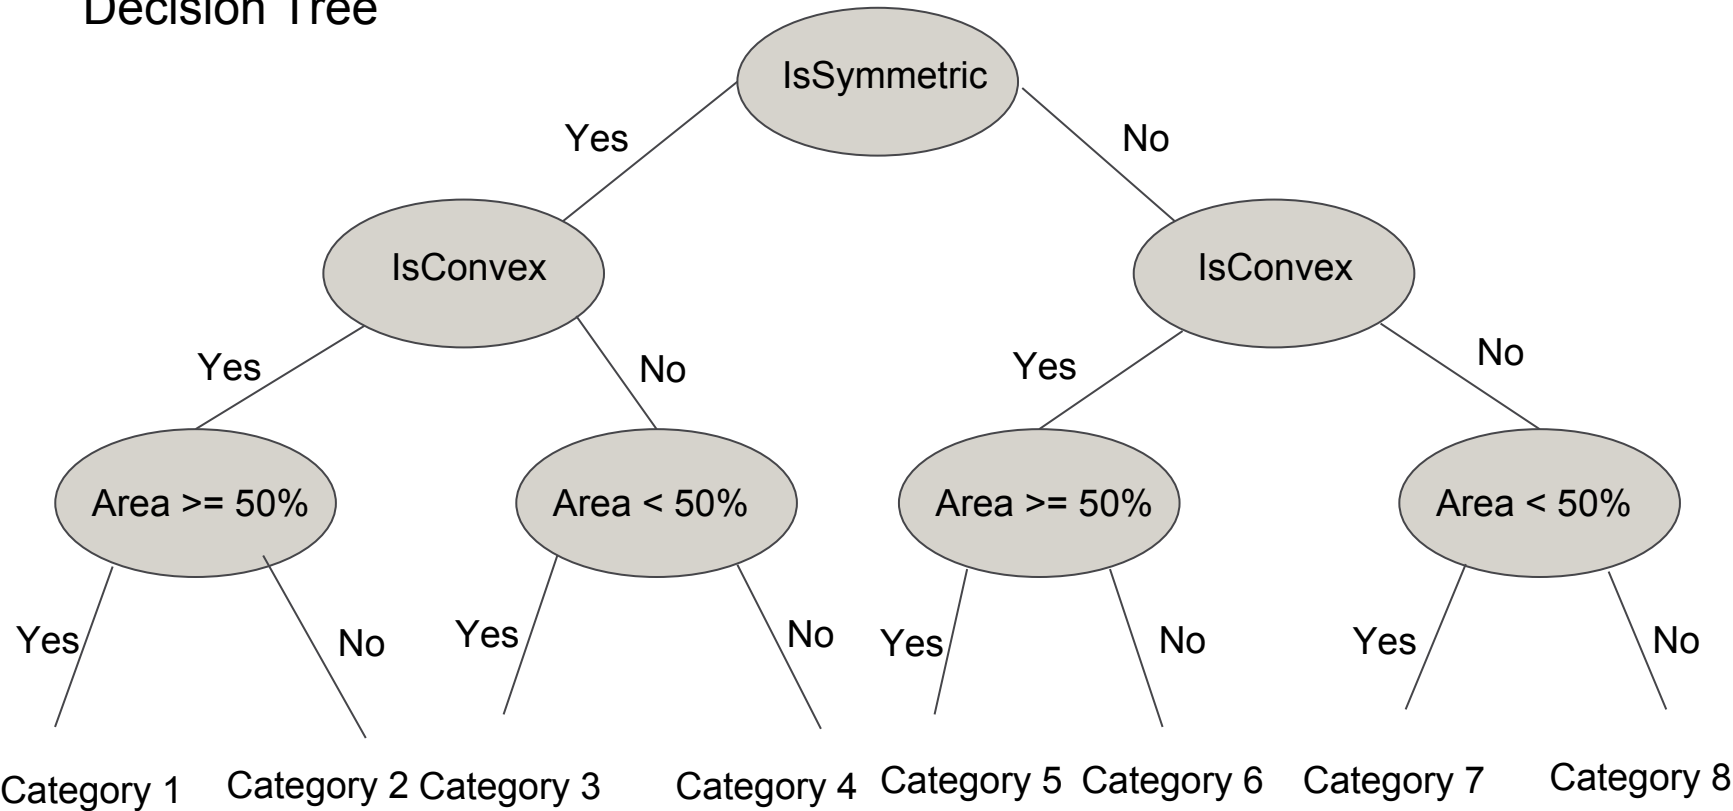 Decision Tree
IsSymmetric
Yes
No
IsConvex
IsConvex
Yes
No
Yes
No
Area >= 50%
Area < 50%
Area >= 50%
Area < 50%
Yes
No
Yes
No
Yes
No
Yes
No
Category 1
Category 2
Category 3
Category 4
Category 5
Category 6
Category 7
Category 8